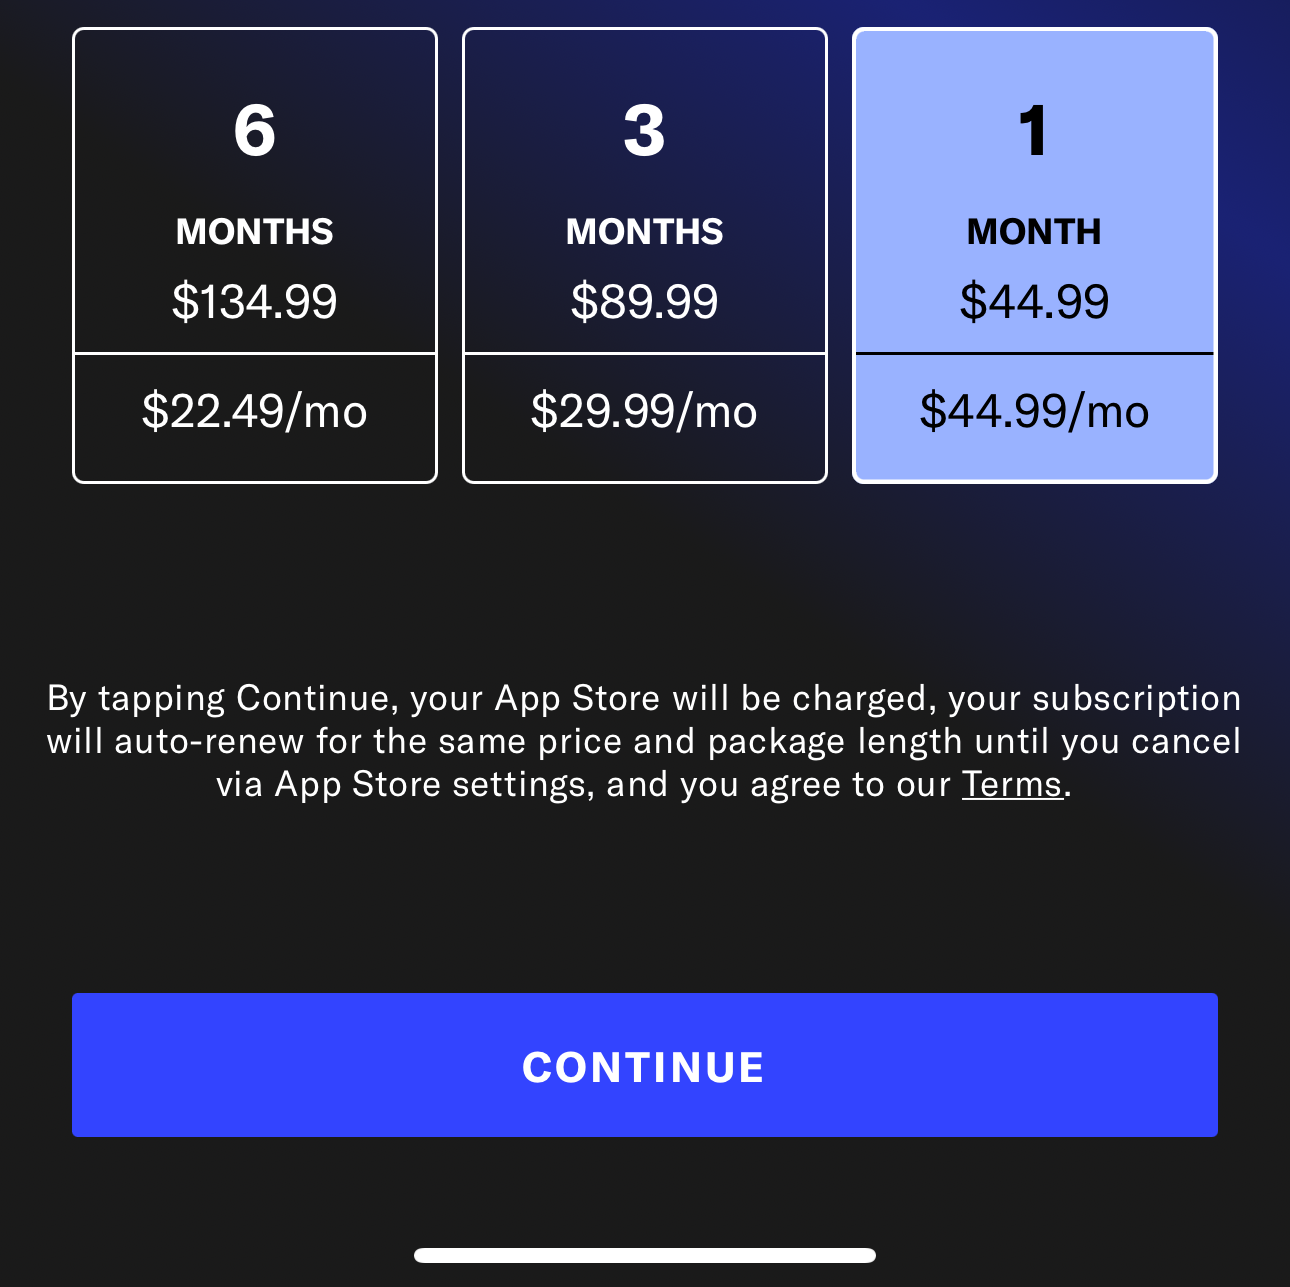 6
MONTHS
$134.99
$22.49/mo
3
MONTHS
$89.99
$29.99/mo
1
MONTH
$44.99
$44.99/mo
By tapping Continue, your App Store will be charged, your subscription
will auto-renew for the same price and package length until you cancel
via App Store settings, and you agree to our Terms.
CONTINUE